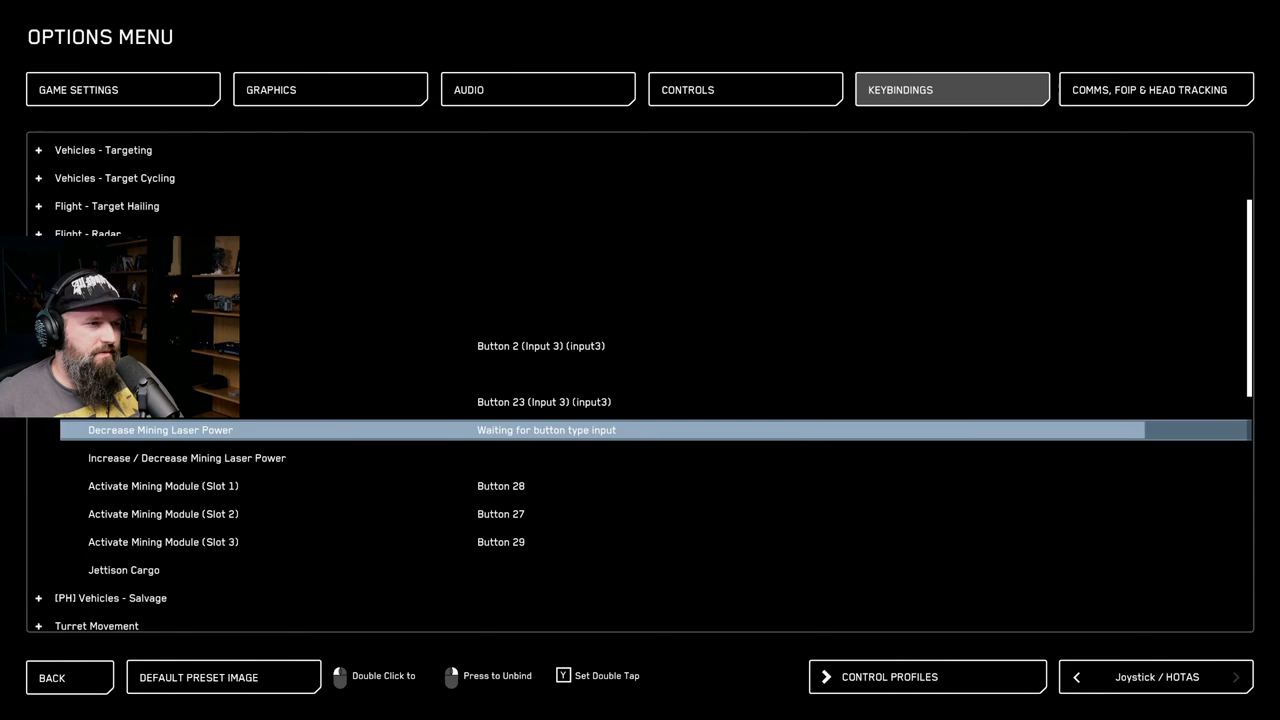 OPTIONS MENU
GAME SETTINGS
GRAPHICS
AUDIO
CONTROLS
KEYBINDINGS
COMMS, FOIP & HEAD TRACKING
+ Vehicles - Targeting
+ Vehicles - Target Cycling
+ Flight - Target Hailing
+ Flight - Radar
Button 2 (Input 3) (input3)
Button 23 (Input 3) (input3)
Decrease Mining Laser Power Waiting for button type input
Increase / Decrease Mining Laser Power
Activate Mining Module (Slot 1) Button 28
Activate Mining Module (Slot 2) Button 27
Activate Mining Module (Slot 3) Button 29
Jettison Cargo
+ [PH] Vehicles - Salvage
+ Turret Movement
BACK
DEFAULT PRESET IMAGE
Double Click to
Press to Unbind
Y Set Double Tap
CONTROL PROFILES
Joystick / HOTAS